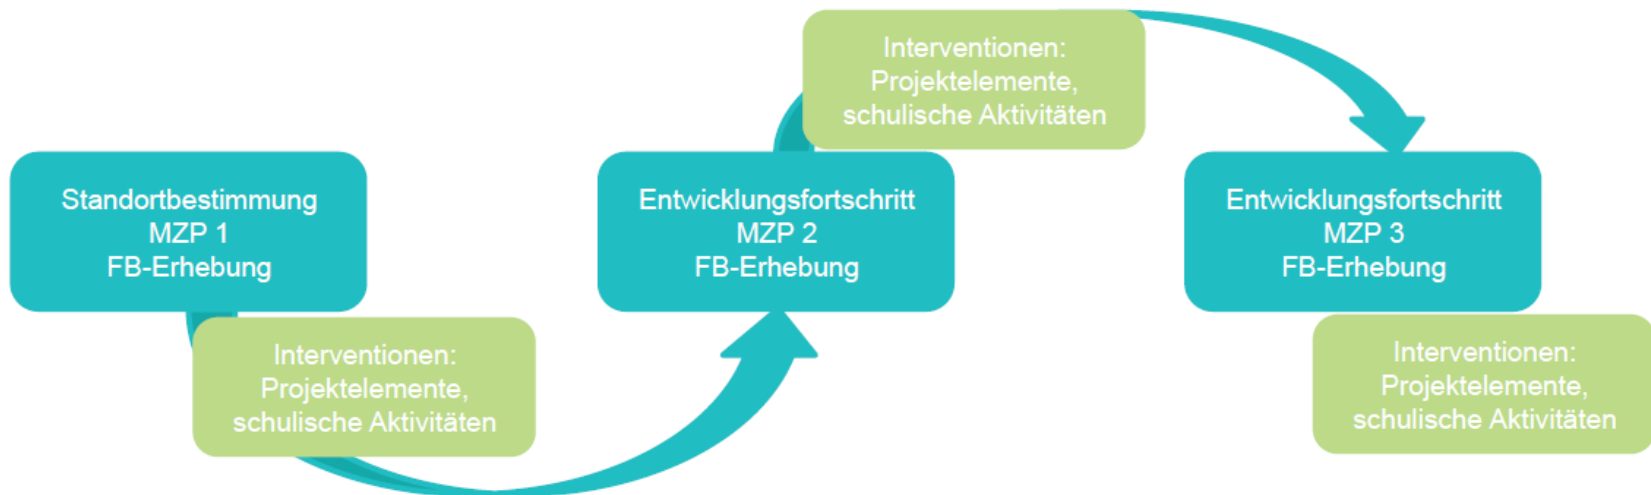 Standortbestimmung
MZP 1
FB-Erhebung
Interventionen:
Projektelemente,
schulische Aktivitäten
Entwicklungsfortschritt
MZP 2
FB-Erhebung
Interventionen:
Projektelemente,
schulische Aktivitäten
Entwicklungsfortschritt
MZP 3
FB-Erhebung
Interventionen:
Projektelemente,
schulische Aktivitäten